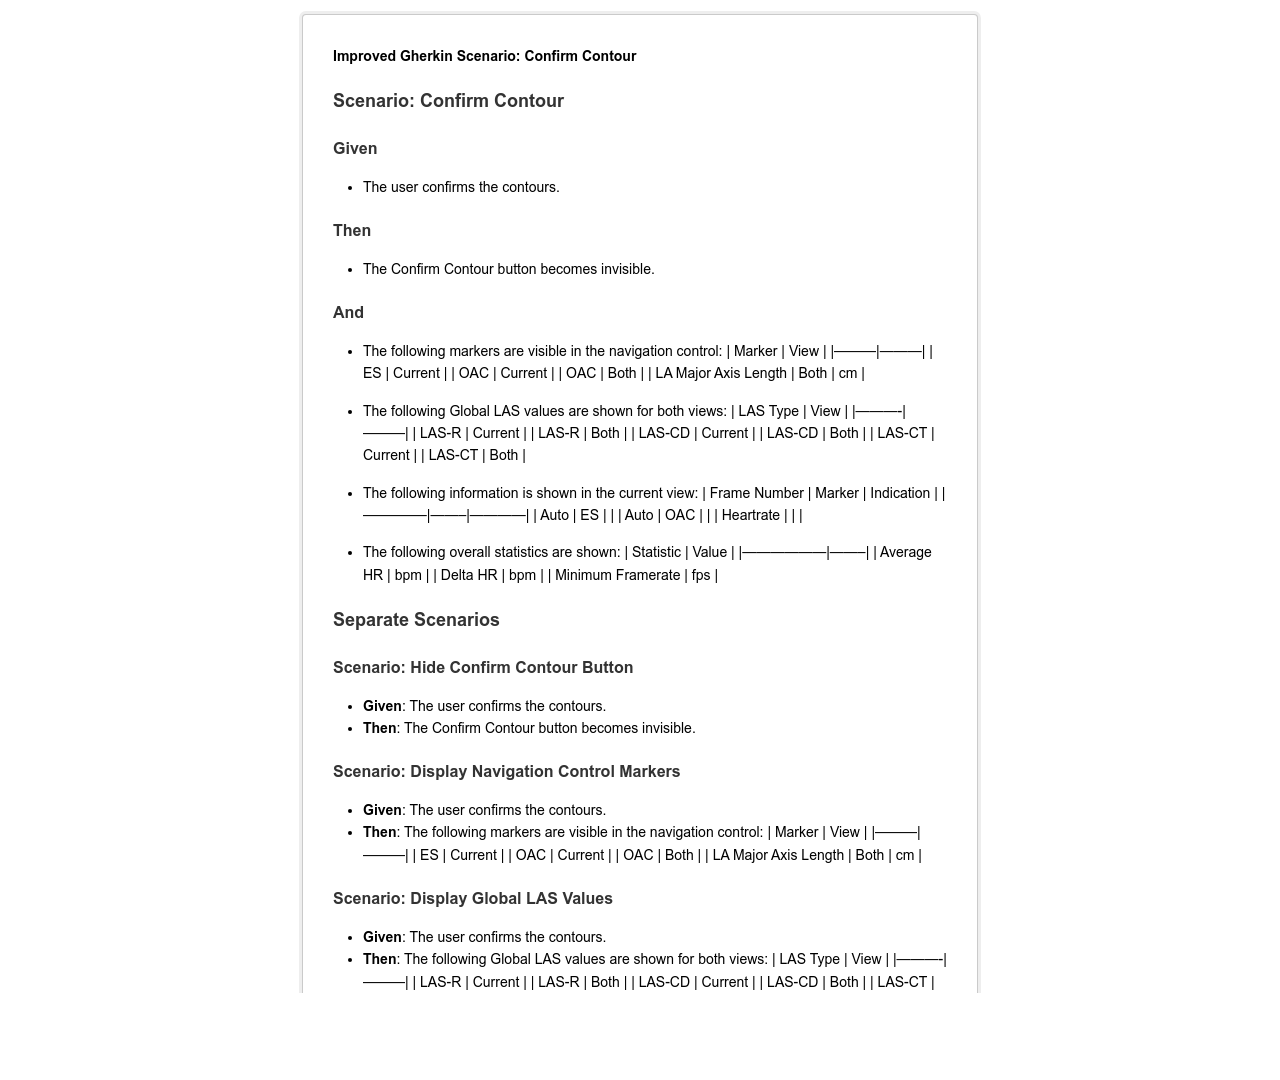 Improved Gherkin Scenario: Confirm Contour
Scenario: Confirm Contour
Given
• The user confirms the contours.
Then
• The Confirm Contour button becomes invisible.
And
• The following markers are visible in the navigation control: | Marker | View | |———|———| |
ES | Current | | OAC | Current | | OAC | Both | | LA Major Axis Length | Both | cm |
• The following Global LAS values are shown for both views: | LAS Type | View | |———-|
———| | LAS-R | Current | | LAS-R | Both | | LAS-CD | Current | | LAS-CD | Both | | LAS-CT |
Current | | LAS-CT | Both |
• The following information is shown in the current view: | Frame Number | Marker | Indication | |
————–|——–|————| | Auto | ES | | | Auto | OAC | | | Heartrate | | |
• The following overall statistics are shown: | Statistic | Value | |——————|——–| | Average
HR | bpm | | Delta HR | bpm | | Minimum Framerate | fps |
Separate Scenarios
Scenario: Hide Confirm Contour Button
• Given: The user confirms the contours.
• Then: The Confirm Contour button becomes invisible.
Scenario: Display Navigation Control Markers
• Given: The user confirms the contours.
• Then: The following markers are visible in the navigation control: | Marker | View | |———|
———| | ES | Current | | OAC | Current | | OAC | Both | | LA Major Axis Length | Both | cm |
Scenario: Display Global LAS Values
• Given: The user confirms the contours.
• Then: The following Global LAS values are shown for both views: | LAS Type | View | |———-|
———| | LAS-R | Current | | LAS-R | Both | | LAS-CD | Current | | LAS-CD | Both | | LAS-CT |